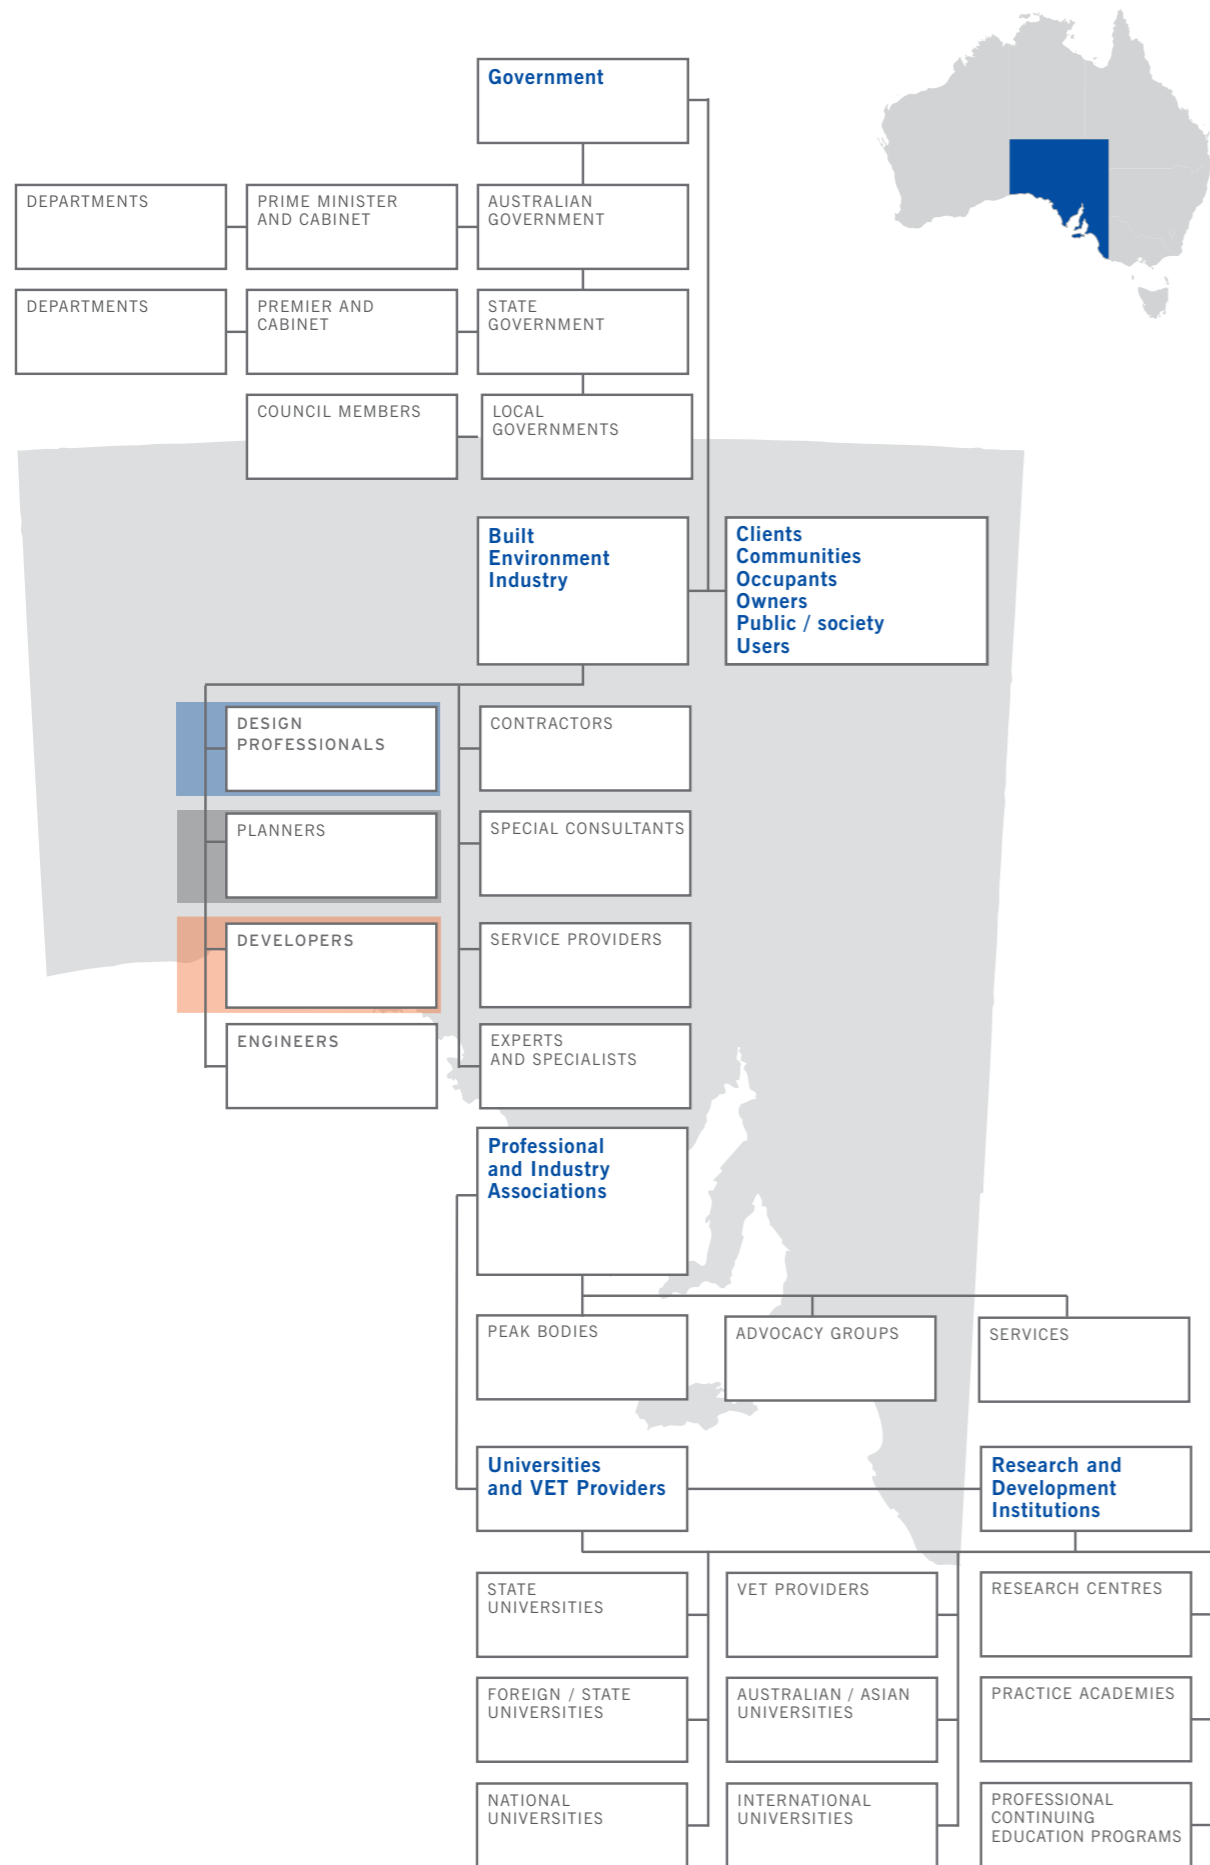 Government
DEPARTMENTS
PRIME MINISTER
AND CABINET
AUSTRALIAN
GOVERNMENT
DEPARTMENTS
PREMIER AND
CABINET
STATE
GOVERNMENT
COUNCIL MEMBERS
LOCAL
GOVERNMENTS
Built
Environment
Industry
Clients
Communities
Occupants
Owners
Public / society
Users
DESIGN
PROFESSIONALS
CONTRACTORS
PLANNERS
SPECIAL CONSULTANTS
DEVELOPERS
SERVICE PROVIDERS
ENGINEERS
EXPERTS
AND SPECIALISTS
Professional
and Industry
Associations
PEAK BODIES
ADVOCACY GROUPS
SERVICES
Universities
and VET Providers
Research and
Development
Institutions
STATE
UNIVERSITIES
VET PROVIDERS
RESEARCH CENTRES
FOREIGN / STATE
UNIVERSITIES
AUSTRALIAN / ASIAN
UNIVERSITIES
PRACTICE ACADEMIES
NATIONAL
UNIVERSITIES
INTERNATIONAL
UNIVERSITIES
PROFESSIONAL
CONTINUING
EDUCATION PROGRAMS